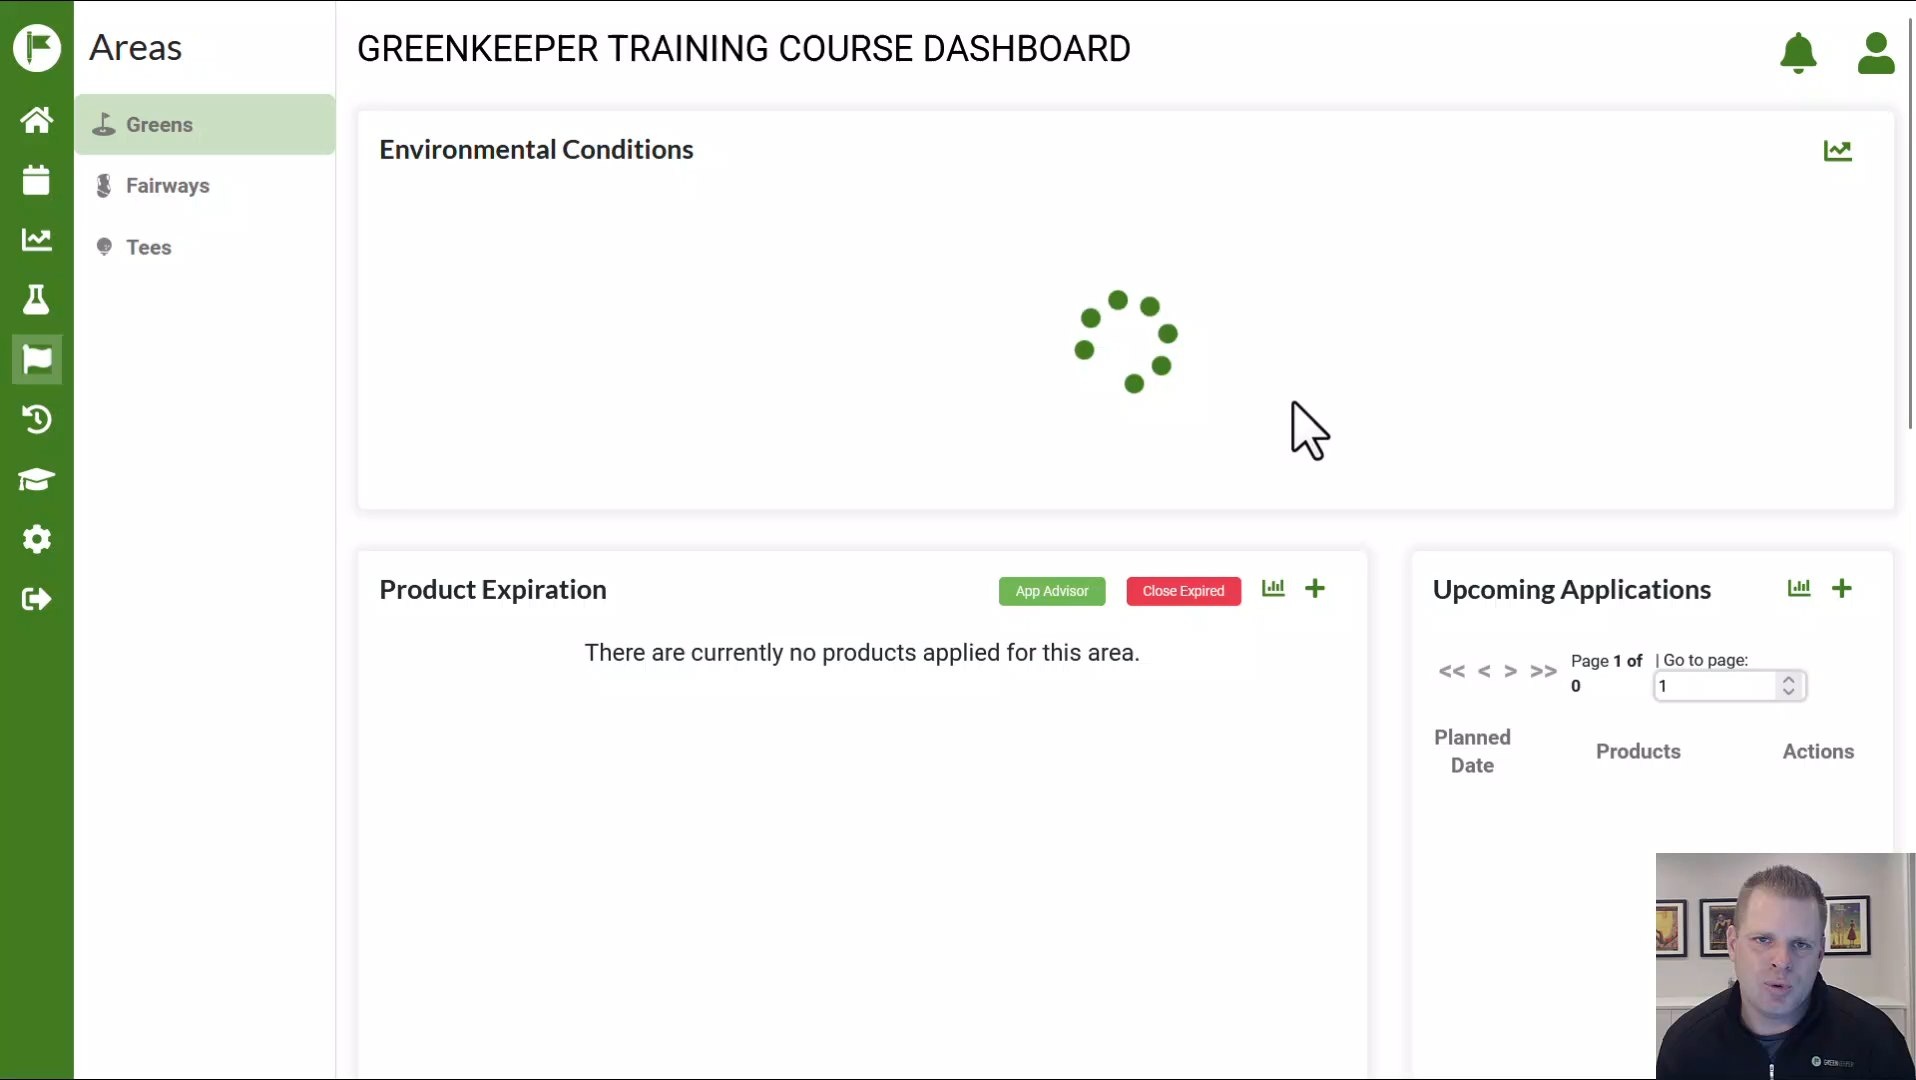 Areas
Greens
Fairways
Tees
GREENKEEPER TRAINING COURSE DASHBOARD
Environmental Conditions
Product Expiration
App Advisor
Close Expired
There are currently no products applied for this area.
Upcoming Applications
<< < > >>
Page 1 of
0
| Go to page:
1
Planned
Date
Products
Actions
GREENKEEPER